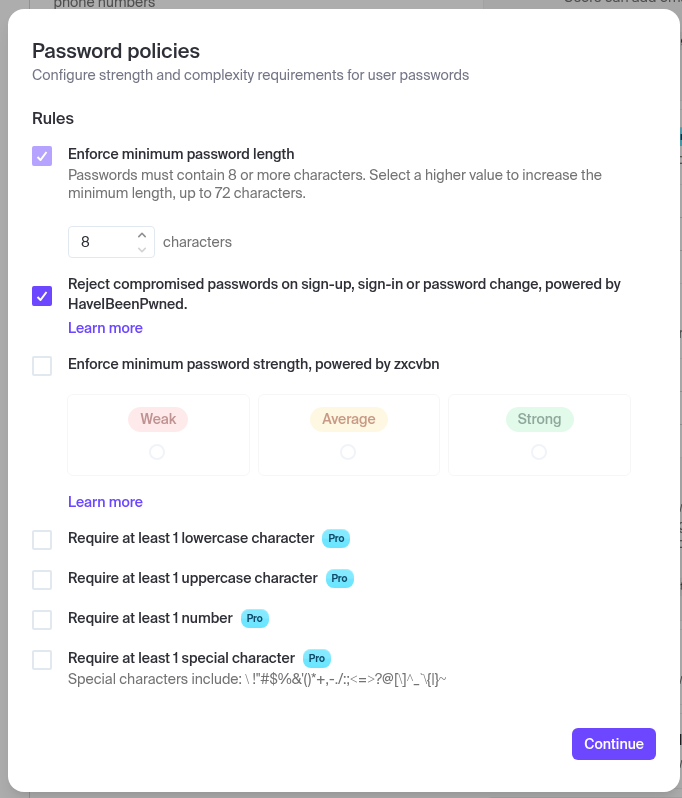 phone numbers
Password policies
Configure strength and complexity requirements for user passwords
Rules
Enforce minimum password length
Passwords must contain 8 or more characters. Select a higher value to increase the
minimum length, up to 72 characters.
8 characters
Reject compromised passwords on sign-up, sign-in or password change, powered by
HaveIBeenPwned.
Learn more
Enforce minimum password strength, powered by zxcvbn
Weak Average Strong
Learn more
Require at least 1 lowercase character Pro
Require at least 1 uppercase character Pro
Require at least 1 number Pro
Require at least 1 special character Pro
Special characters include: \ !"#$%&'()*+,-./:;<=>?@[\]^_`\{|}~
Continue